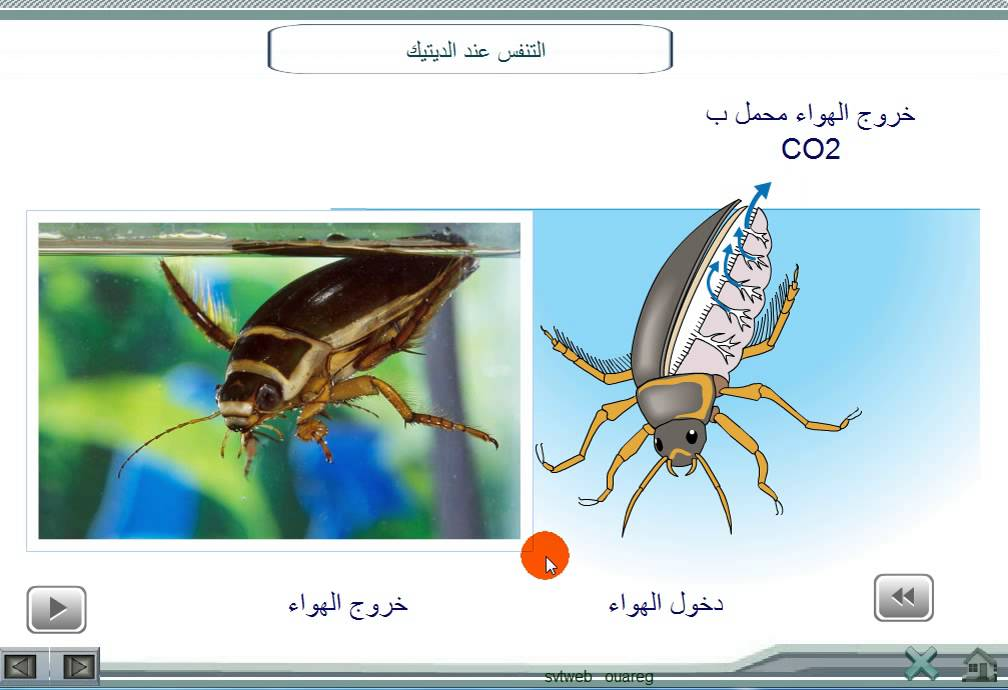 التنفس عند الديتيك
خروج الهواء محمل ب
CO2
دخول الهواء
خروج الهواء
svtweb ouareg